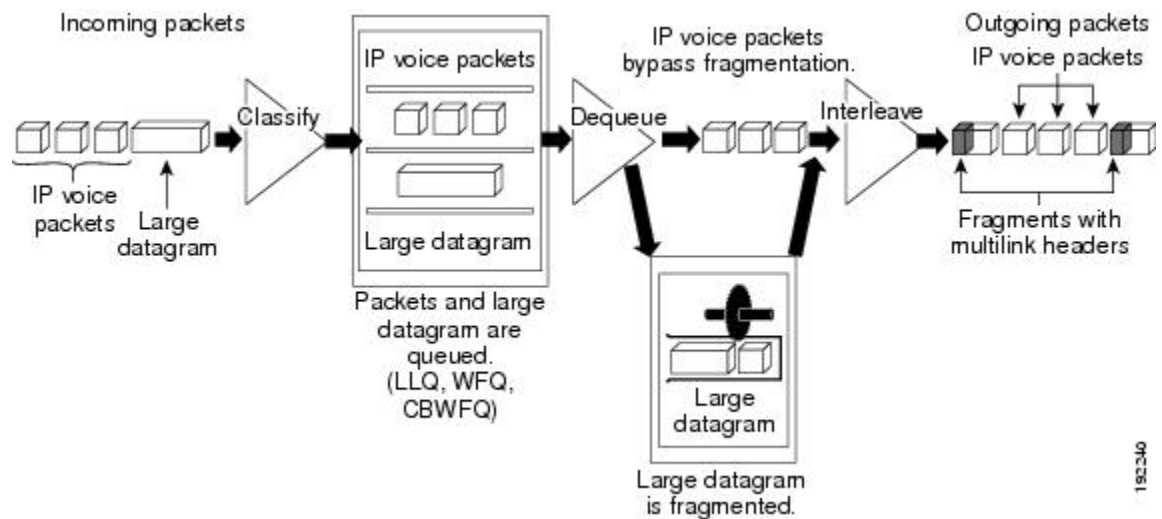 Incoming packets
IP voice
packets
Large
datagram
Classify
IP voice packets
Large datagram
Packets and large
datagram are
queued.
(LLQ, WFQ,
CBWFQ)
Dequeue
IP voice packets
bypass fragmentation.
Large
datagram
Large datagram
is fragmented.
Interleave
Outgoing packets
IP voice packets
Fragments with
multilink headers
192240